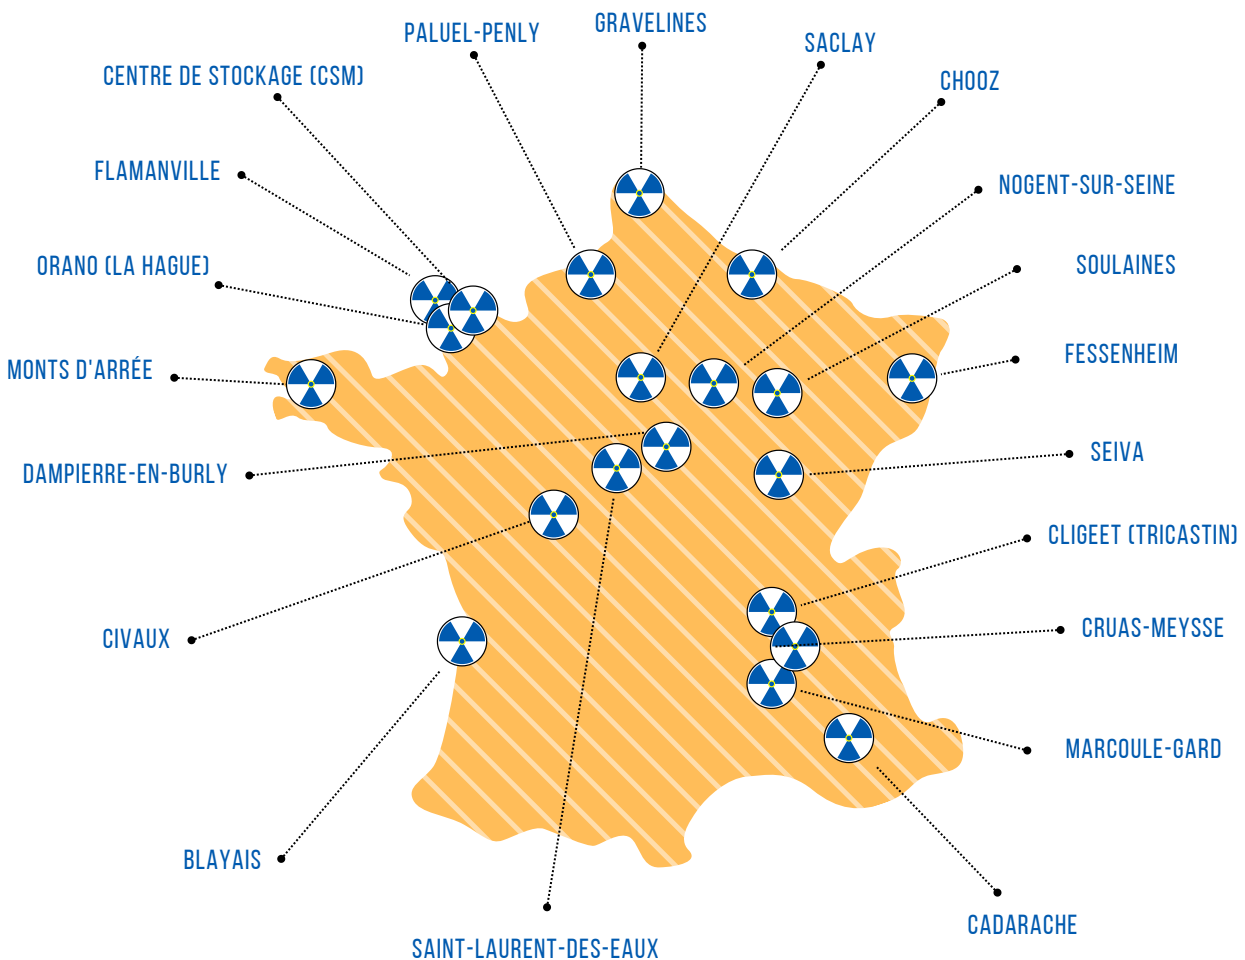 GRAVELINES
PALUEL-PENLY
SACLAY
CENTRE DE STOCKAGE (CSM)
CHOOZ
FLAMANVILLE
NOGENT-SUR-SEINE
ORANO (LA HAGUE)
SOULAINES
MONTS D'ARRÉE
FESSENHEIM
DAMPIERRE-EN-BURLY
SEIVA
CLIGEET (TRICASTIN)
CIVAUX
CRUAS-MEYSSE
MARCOULE-GARD
BLAYAIS
CADARACHE
SAINT-LAURENT-DES-EAUX